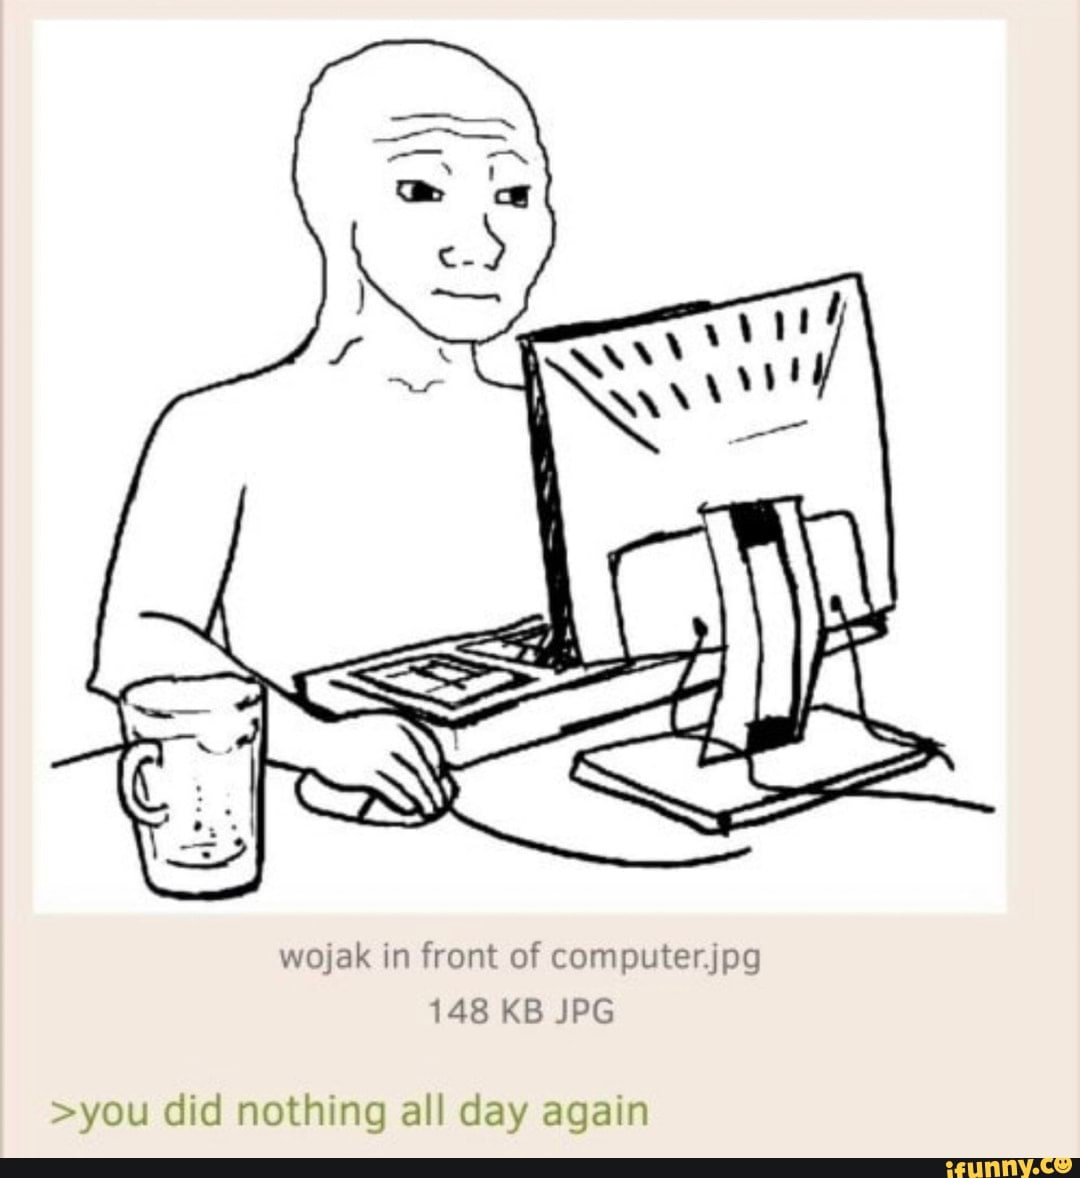 wojak in front of computer.jpg
148 KB JPG
>you did nothing all day again
ifunny.co